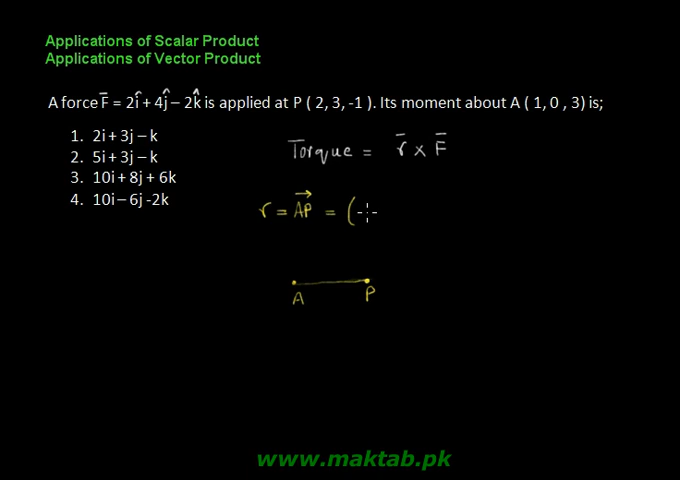 Applications of Scalar Product
Applications of Vector Product
A force F̅ = 2î + 4ĵ – 2k̂ is applied at P ( 2, 3, -1 ). Its moment about A ( 1, 0 , 3) is;
1. 2i + 3j – k
2. 5i + 3j – k
3. 10i + 8j + 6k
4. 10i – 6j -2k
Torque = r̅ × F̅
r = A⃗P⃗ = (
A P
www.maktab.pk